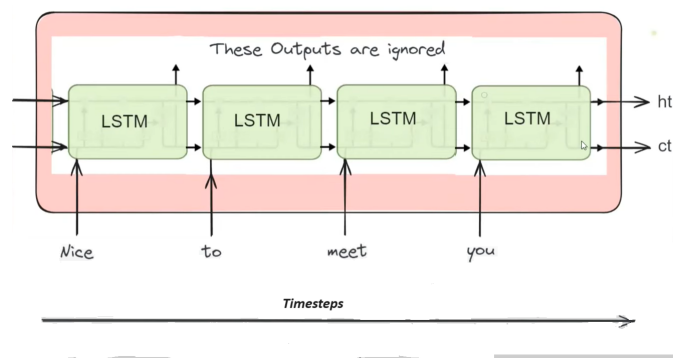 These Outputs are ignored
LSTM LSTM LSTM LSTM
ht
ct
Nice to meet you
Timesteps